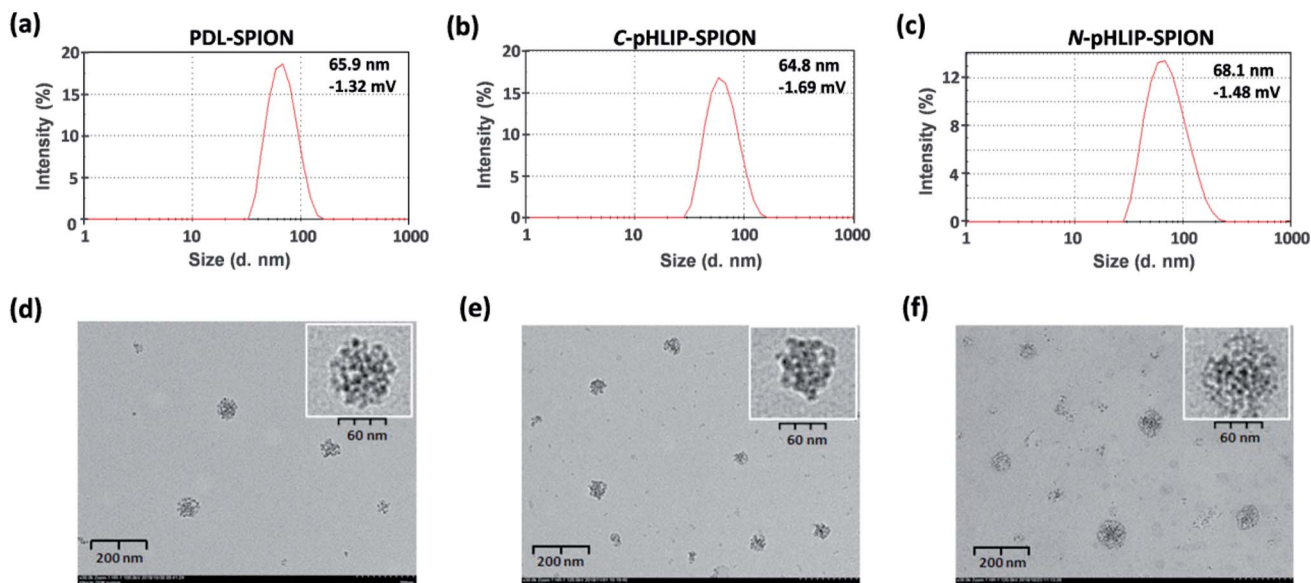 (a)
PDL-SPION
65.9 nm
-1.32 mV
20
15
10
5
0
Intensity (%)
1 10 100 1000
Size (d. nm)
(b)
C-pHLIP-SPION
64.8 nm
-1.69 mV
20
15
10
5
0
Intensity (%)
1 10 100 1000
Size (d. nm)
(c)
N-pHLIP-SPION
68.1 nm
-1.48 mV
12
8
4
0
Intensity (%)
1 10 100 1000
Size (d. nm)
(d)
60 nm
200 nm
(e)
60 nm
200 nm
(f)
60 nm
200 nm